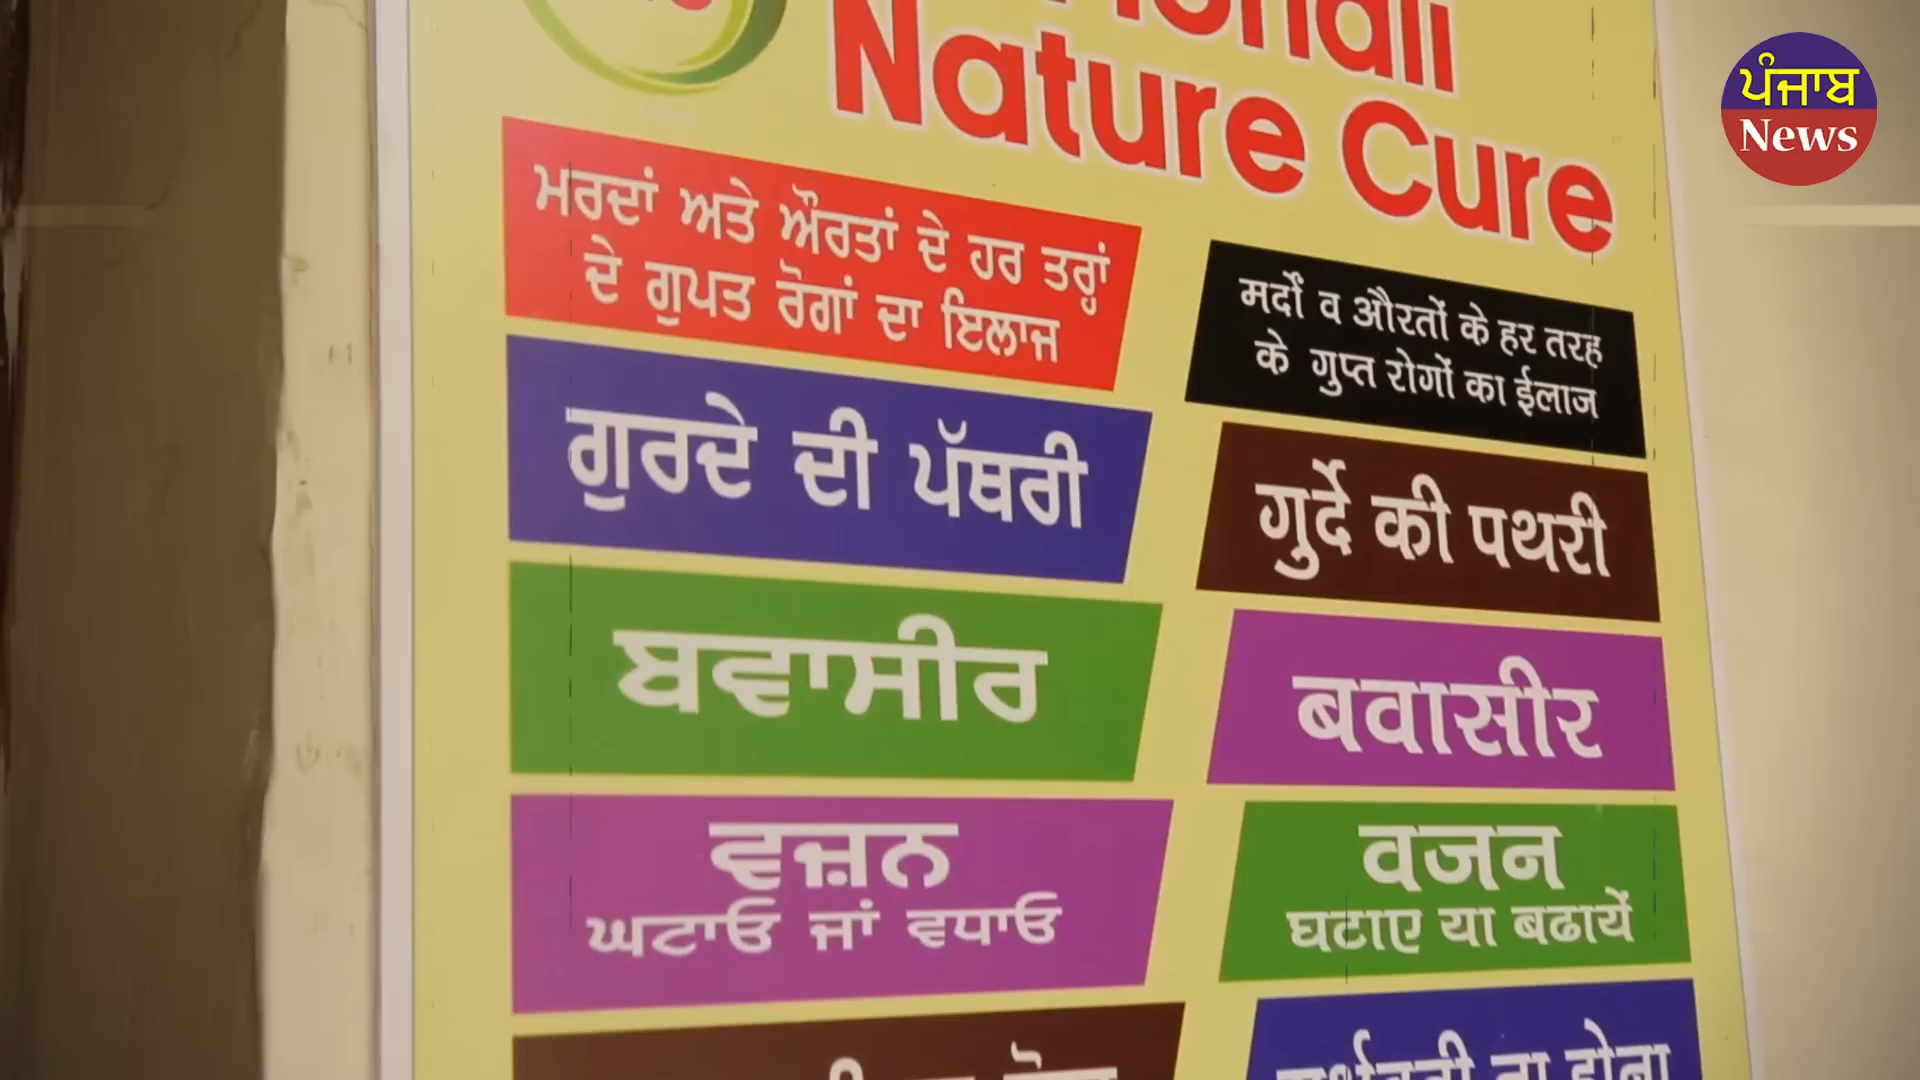 Nature Cure
ਪੰਜਾਬ
News
ਮਰਦਾਂ ਅਤੇ ਔਰਤਾਂ ਦੇ ਹਰ ਤਰ੍ਹਾਂ
ਦੇ ਗੁਪਤ ਰੋਗਾਂ ਦਾ ਇਲਾਜ
मर्दों व औरतों के हर तरह
के गुप्त रोगों का ईलाज
ਗੁਰਦੇ ਦੀ ਪੱਥਰੀ
गुर्दे की पथरी
ਬਵਾਸੀਰ
बवासीर
ਵਜ਼ਨ
ਘਟਾਓ ਜਾਂ ਵਧਾਓ
वजन
घटाए या बढायें